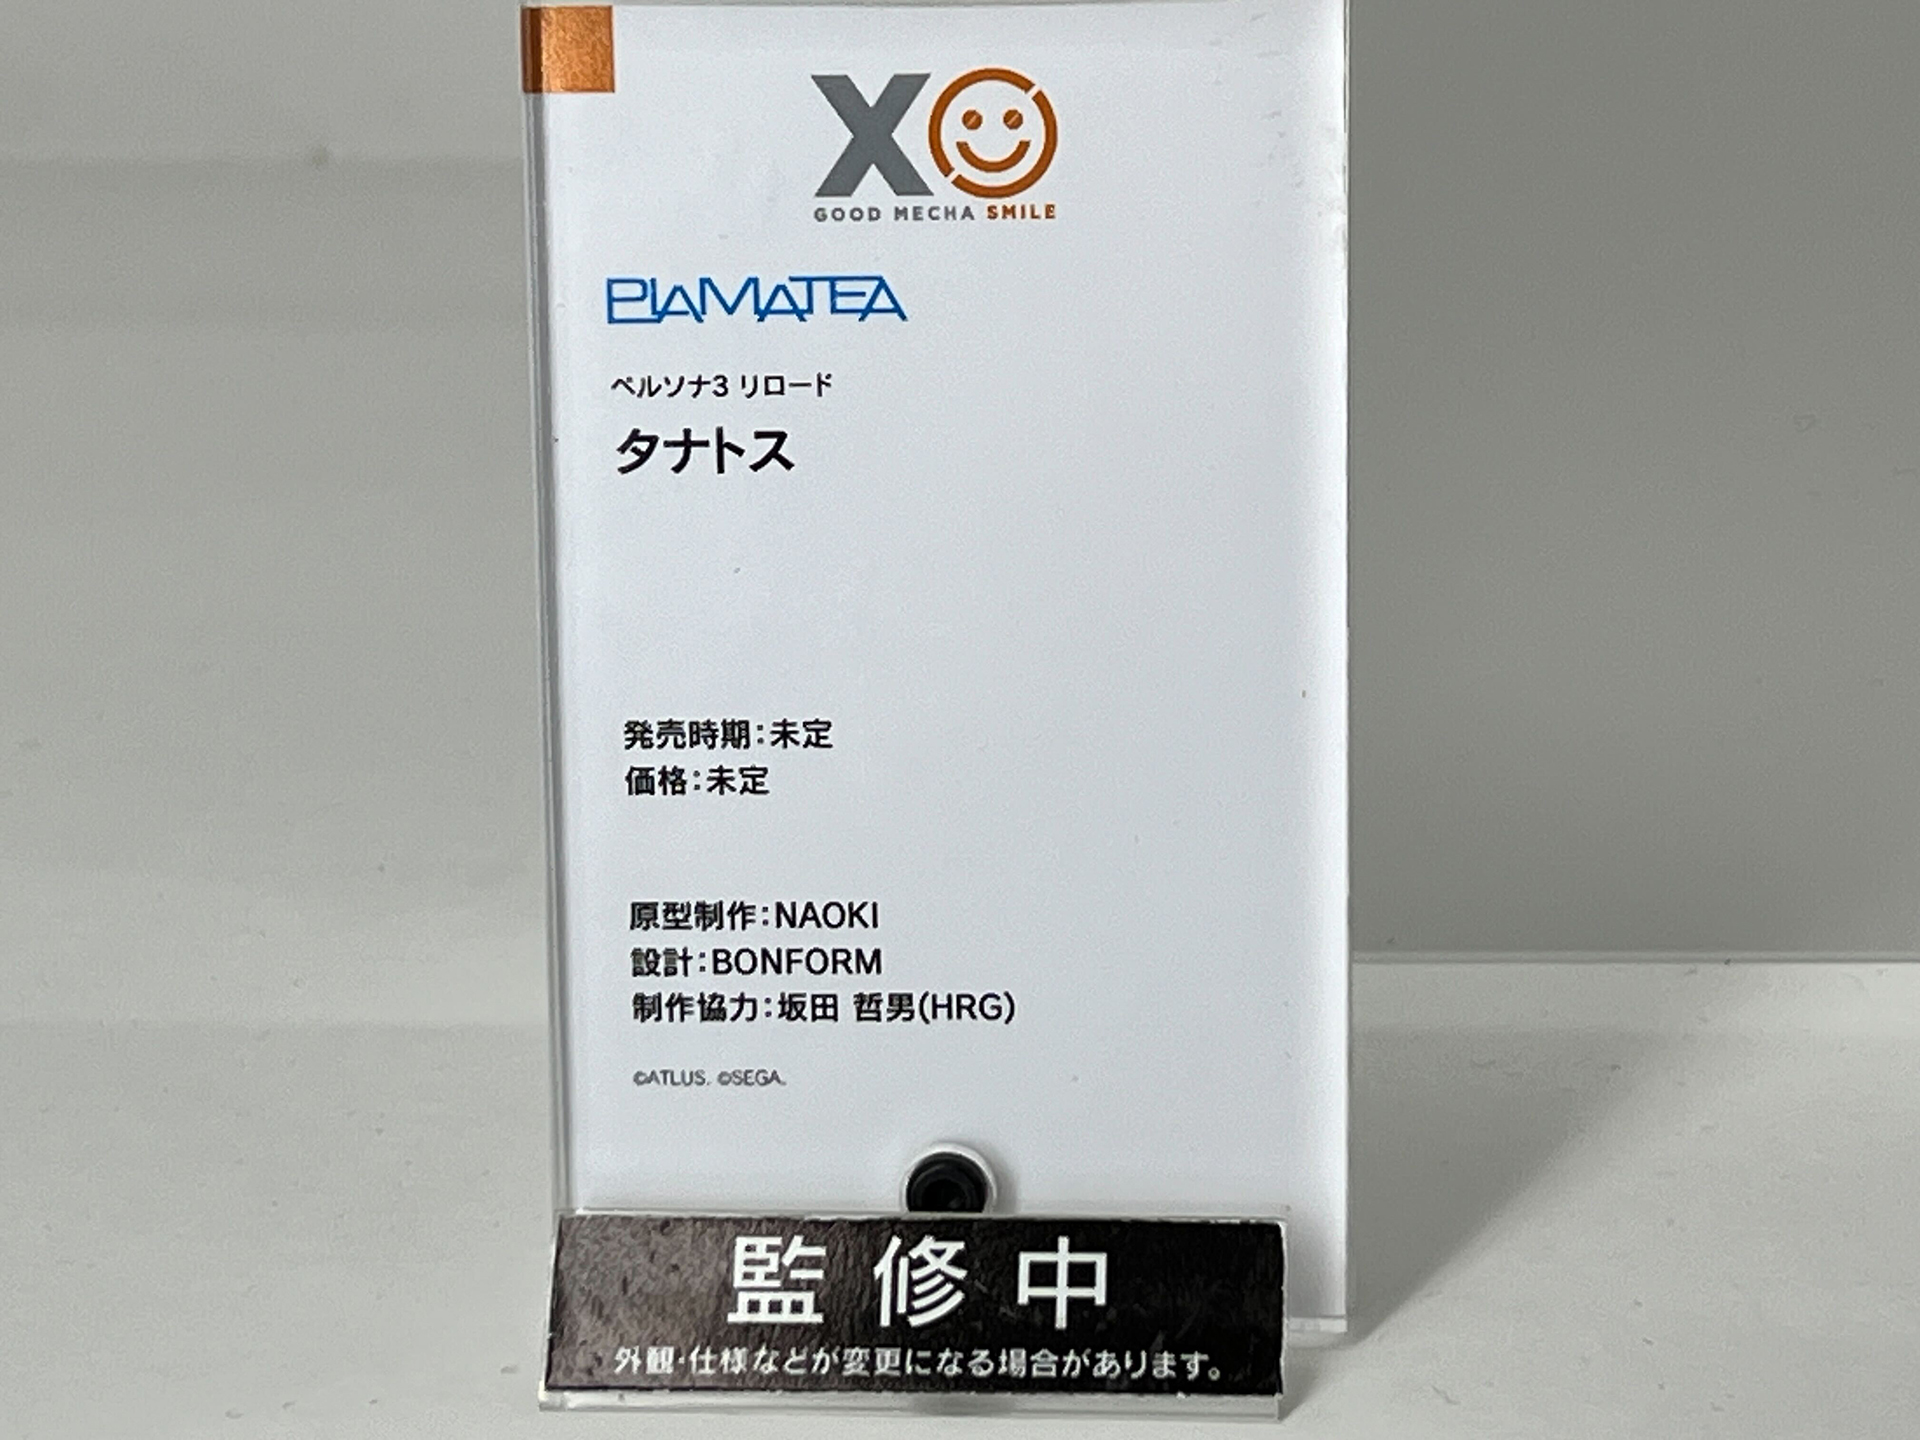 XO
GOOD MECHA SMILE
PLAMATEA
ペルソナ3 リロード
タナトス
発売時期：未定
価格：未定
原型制作：NAOKI
設計：BONFORM
制作協力：坂田 哲男(HRG)
©ATLUS. ©SEGA.
監修中
外観・仕様などが変更になる場合があります。